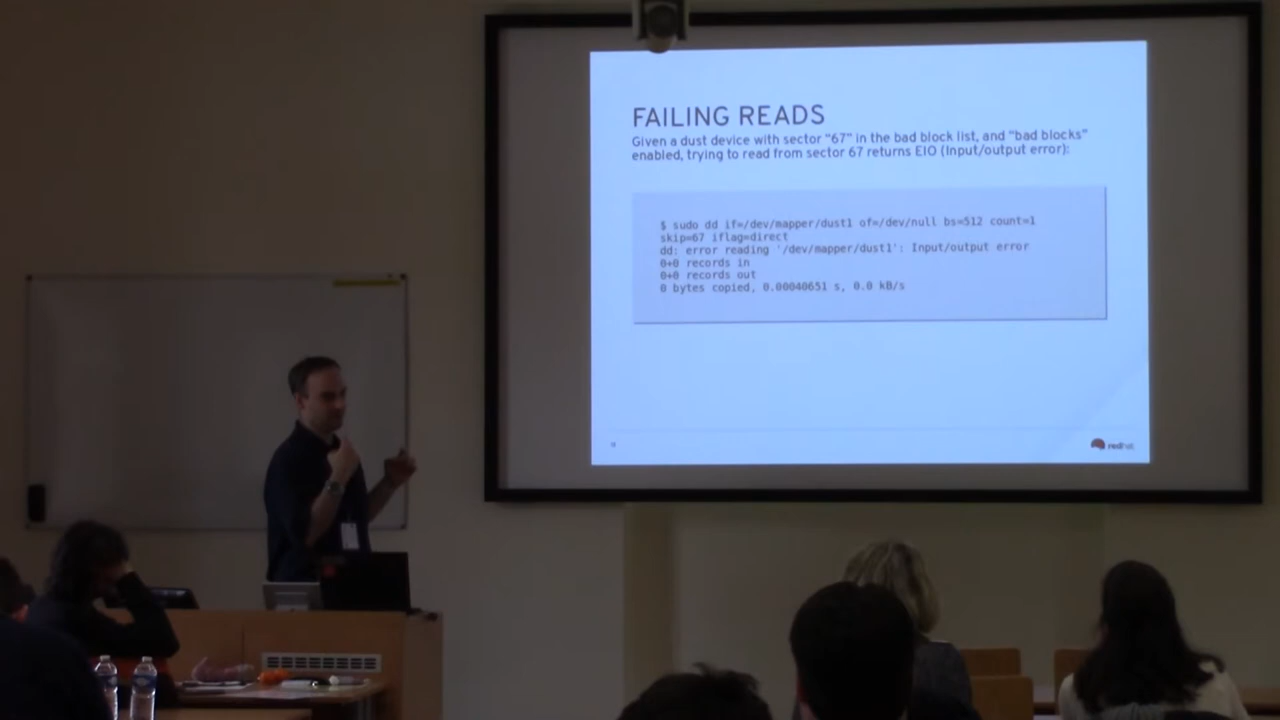 FAILING READS
Given a dust device with sector "67" in the bad block list, and "bad blocks"
enabled, trying to read from sector 67 returns EIO (Input/output error):
$ sudo dd if=/dev/mapper/dust1 of=/dev/null bs=512 count=1
skip=67 iflag=direct
dd: error reading '/dev/mapper/dust1': Input/output error
0+0 records in
0+0 records out
0 bytes copied, 0.00040651 s, 0.0 kB/s
redhat